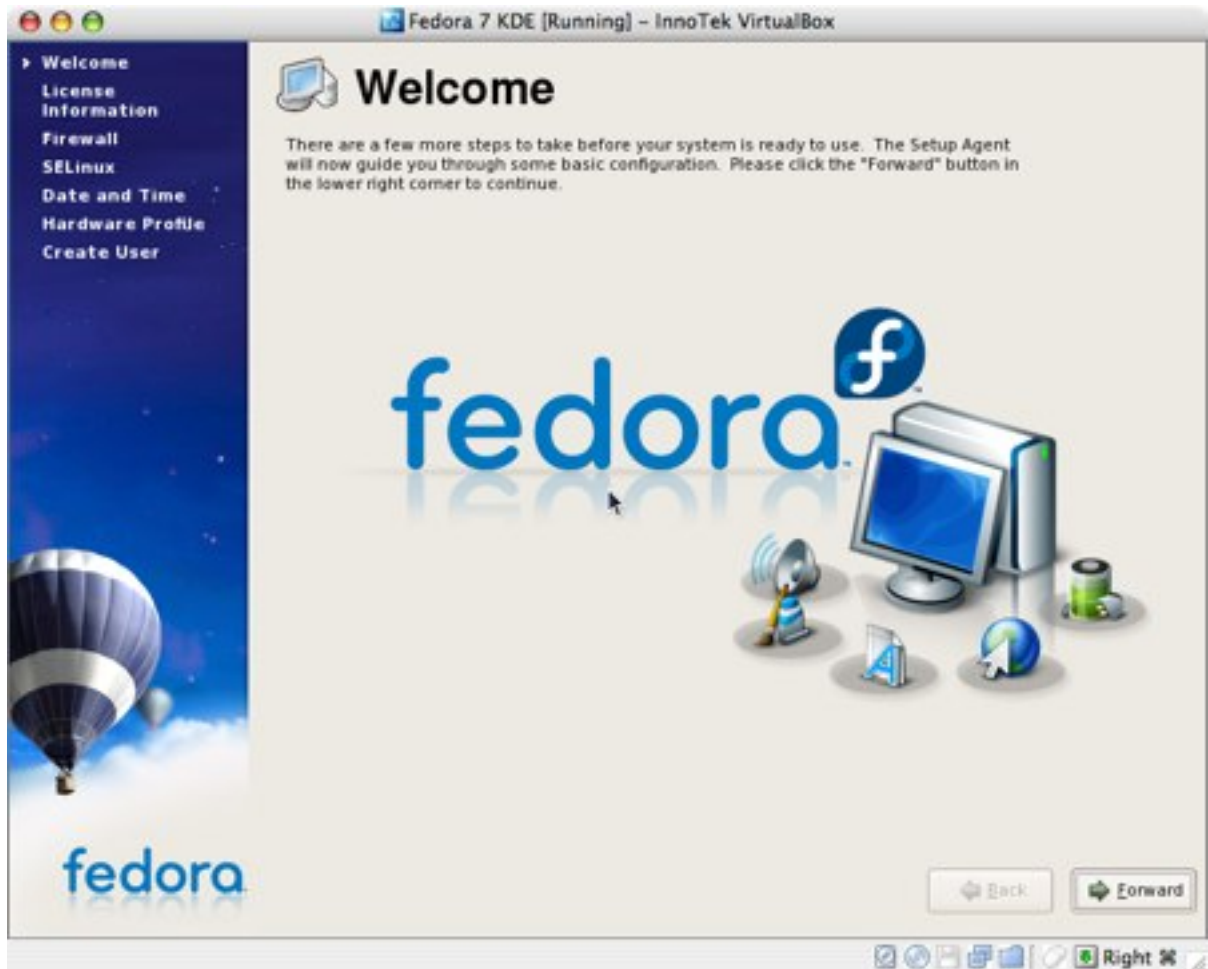 Fedora 7 KDE [Running] – InnoTek VirtualBox
Welcome
License
Information
Firewall
SELinux
Date and Time
Hardware Profile
Create User
Welcome
There are a few more steps to take before your system is ready to use. The Setup Agent
will now guide you through some basic configuration. Please click the "Forward" button in
the lower right corner to continue.
fedora
fedora
Back
Forward
Right ⌘